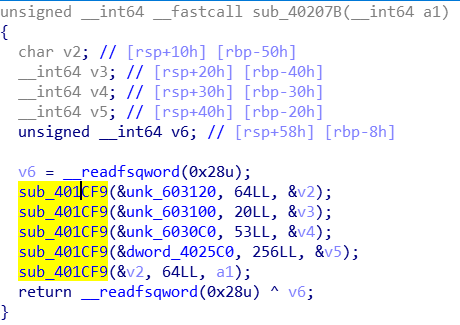 unsigned __int64 __fastcall sub_40207B(__int64 a1)
{
  char v2; // [rsp+10h] [rbp-50h]
  __int64 v3; // [rsp+20h] [rbp-40h]
  __int64 v4; // [rsp+30h] [rbp-30h]
  __int64 v5; // [rsp+40h] [rbp-20h]
  unsigned __int64 v6; // [rsp+58h] [rbp-8h]

  v6 = __readfsqword(0x28u);
  sub_401CF9(&unk_603120, 64LL, &v2);
  sub_401CF9(&unk_603100, 20LL, &v3);
  sub_401CF9(&unk_6030C0, 53LL, &v4);
  sub_401CF9(&dword_4025C0, 256LL, &v5);
  sub_401CF9(&v2, 64LL, a1);
  return __readfsqword(0x28u) ^ v6;
}